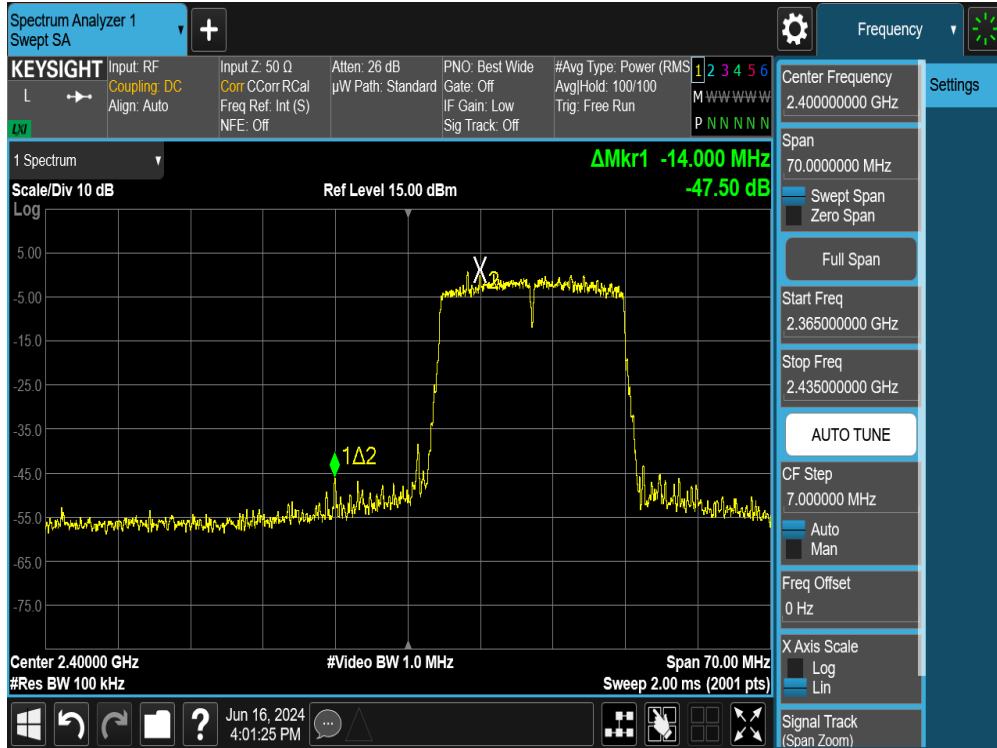 Spectrum Analyzer 1
Swept SA
+
Frequency
KEYSIGHT
L
LXI
Input: RF
Coupling: DC
Align: Auto
Input Z: 50 Ω
Corr CCorr RCal
Freq Ref: Int (S)
NFE: Off
Atten: 26 dB
µW Path: Standard
PNO: Best Wide
Gate: Off
IF Gain: Low
Sig Track: Off
#Avg Type: Power (RMS
Avg|Hold: 100/100
Trig: Free Run
1 2 3 4 5 6
M W W W W W W
P N N N N N
1 Spectrum
ΔMkr1 -14.000 MHz
-47.50 dB
Scale/Div 10 dB
Ref Level 15.00 dBm
Log
5.00
-5.00
-15.0
-25.0
-35.0
-45.0
-55.0
-65.0
-75.0
X2
1Δ2
Center 2.40000 GHz
#Video BW 1.0 MHz
Span 70.00 MHz
#Res BW 100 kHz
Sweep 2.00 ms (2001 pts)
Center Frequency
2.400000000 GHz
Span
70.0000000 MHz
Swept Span
Zero Span
Full Span
Start Freq
2.365000000 GHz
Stop Freq
2.435000000 GHz
AUTO TUNE
CF Step
7.000000 MHz
Auto
Man
Freq Offset
0 Hz
X Axis Scale
Log
Lin
Signal Track
(Span Zoom)
Settings
?
Jun 16, 2024
4:01:25 PM